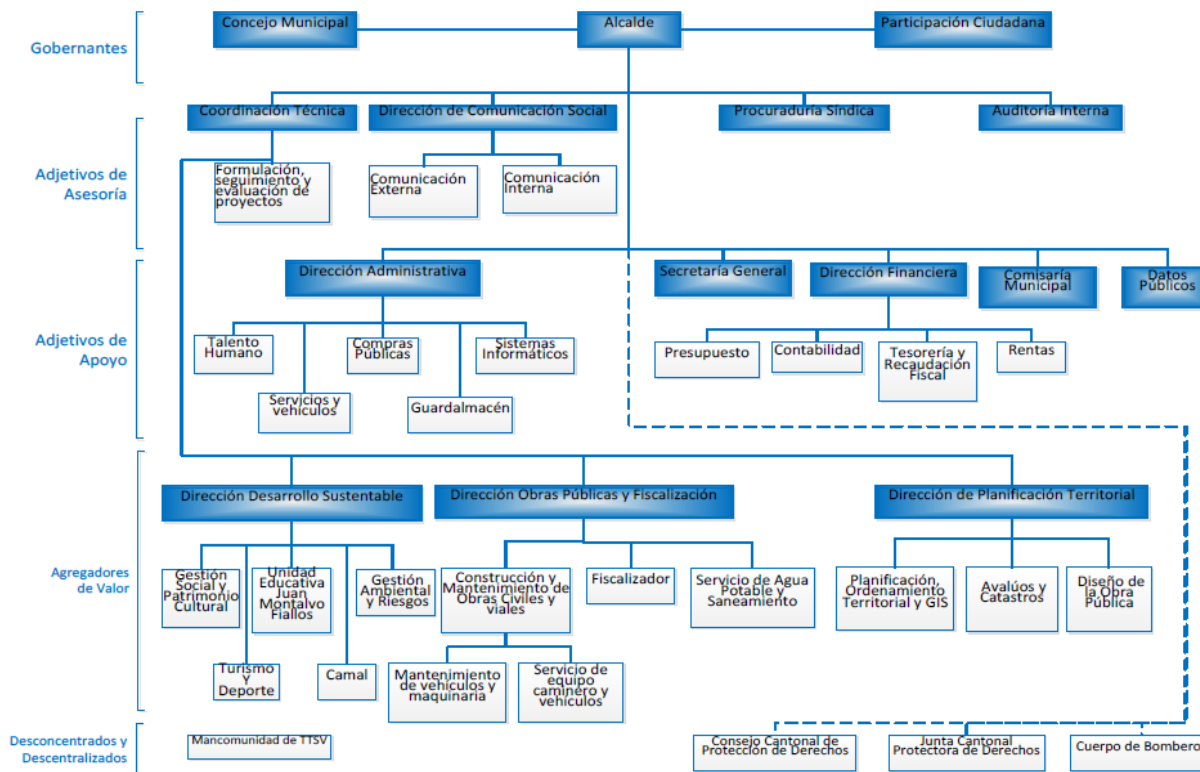 Concejo Municipal
Alcalde
Participación Ciudadana
Gobernantes
Coordinación Técnica
Dirección de Comunicación Social
Procuraduría Síndica
Auditoría Interna
Adjetivos de
Asesoría
Formulación,
seguimiento y
evaluación de
proyectos
Comunicación
Externa
Comunicación
Interna
Dirección Administrativa
Secretaría General
Dirección Financiera
Comisaría
Municipal
Datos
Públicos
Adjetivos de
Apoyo
Talento
Humano
Compras
Públicas
Sistemas
Informáticos
Servicios y
vehículos
Guardalmacén
Presupuesto
Contabilidad
Tesorería y
Recaudación
Fiscal
Rentas
Dirección Desarrollo Sustentable
Dirección Obras Públicas y Fiscalización
Dirección de Planificación Territorial
Agregadores
de Valor
Gestión
Social y
Patrimonio
Cultural
Unidad
Educativa
Juan
Montalvo
Fiallos
Gestión
Ambiental
y Riesgos
Turismo
y
Deporte
Camal
Construcción y
Mantenimiento de
Obras Civiles y
viales
Fiscalizador
Servicio de Agua
Potable y
Saneamiento
Mantenimiento
de vehículos y
maquinaria
Servicio de
equipo
caminero y
vehículos
Planificación,
Ordenamiento
Territorial y GIS
Avalúos y
Catastros
Diseño de
la Obra
Pública
Desconcentrados y
Descentralizados
Mancomunidad de TTSV
Consejo Cantonal de
Protección de Derechos
Junta Cantonal
Protectora de Derechos
Cuerpo de Bombero